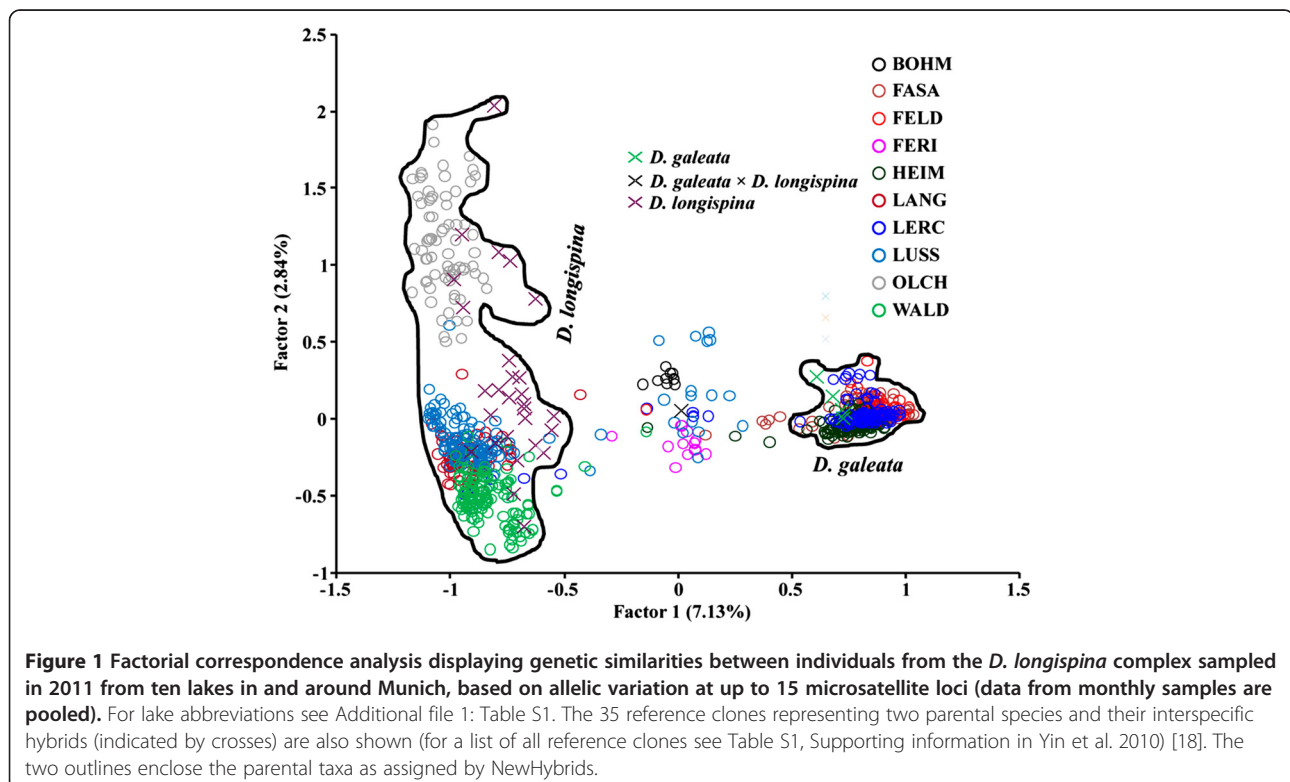 2.5
2
1.5
1
0.5
0
-0.5
-1
-1.5
-1
-0.5
0
0.5
1
1.5
Factor 2 (2.84%)
Factor 1 (7.13%)
D. galeata
D. galeata × D. longispina
D. longispina
BOHM
FASA
FELD
FERI
HEIM
LANG
LERC
LUSS
OLCH
WALD
D. longispina
D. galeata
Figure 1 Factorial correspondence analysis displaying genetic similarities between individuals from the D. longispina complex sampled
in 2011 from ten lakes in and around Munich, based on allelic variation at up to 15 microsatellite loci (data from monthly samples are
pooled). For lake abbreviations see Additional file 1: Table S1. The 35 reference clones representing two parental species and their interspecific
hybrids (indicated by crosses) are also shown (for a list of all reference clones see Table S1, Supporting information in Yin et al. 2010) [18]. The
two outlines enclose the parental taxa as assigned by NewHybrids.